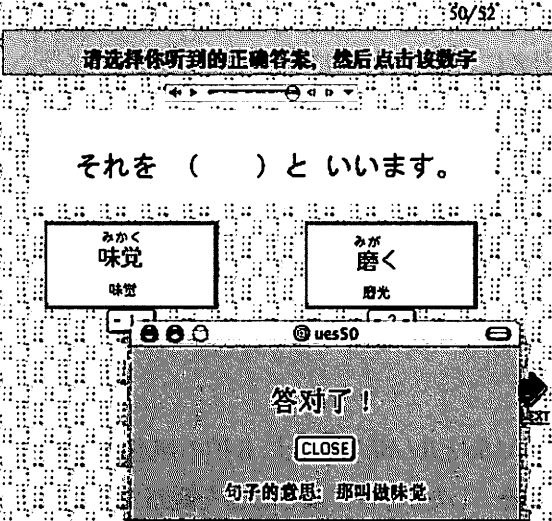 50/52
请选择你听到的正确答案，然后点击该数字
それを （　　）と いいます。
みかく
味觉
味觉
みが
磨く
磨光
- 1 -
- 2 -
@ ues50
答对了！
CLOSE
句子的意思: 那叫做味觉